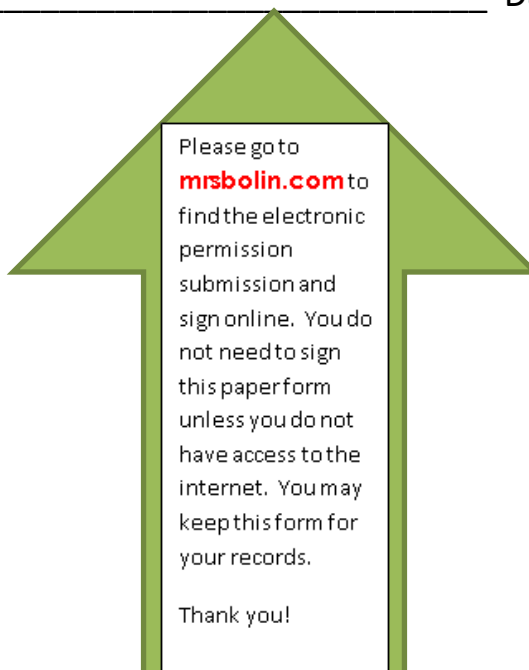 Please go to
mrsbolin.com to
find the electronic
permission
submission and
sign online. You do
not need to sign
this paper form
unless you do not
have access to the
internet. You may
keep this form for
your records.
Thank you!